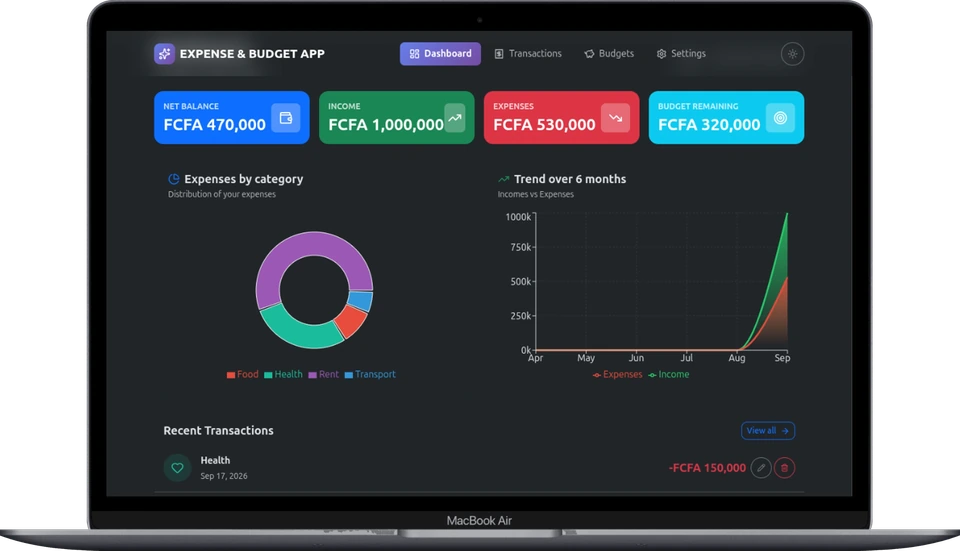 EXPENSE & BUDGET APP
Dashboard
Transactions
Budgets
Settings
NET BALANCE
FCFA 470,000
INCOME
FCFA 1,000,000
EXPENSES
FCFA 530,000
BUDGET REMAINING
FCFA 320,000
Expenses by category
Distribution of your expenses
Food
Health
Rent
Transport
Trend over 6 months
Incomes vs Expenses
1000k
750k
500k
250k
0k
Apr
May
Jun
Jul
Aug
Sep
Expenses
Income
Recent Transactions
View all
Health
Sep 17, 2026
-FCFA 150,000
MacBook Air